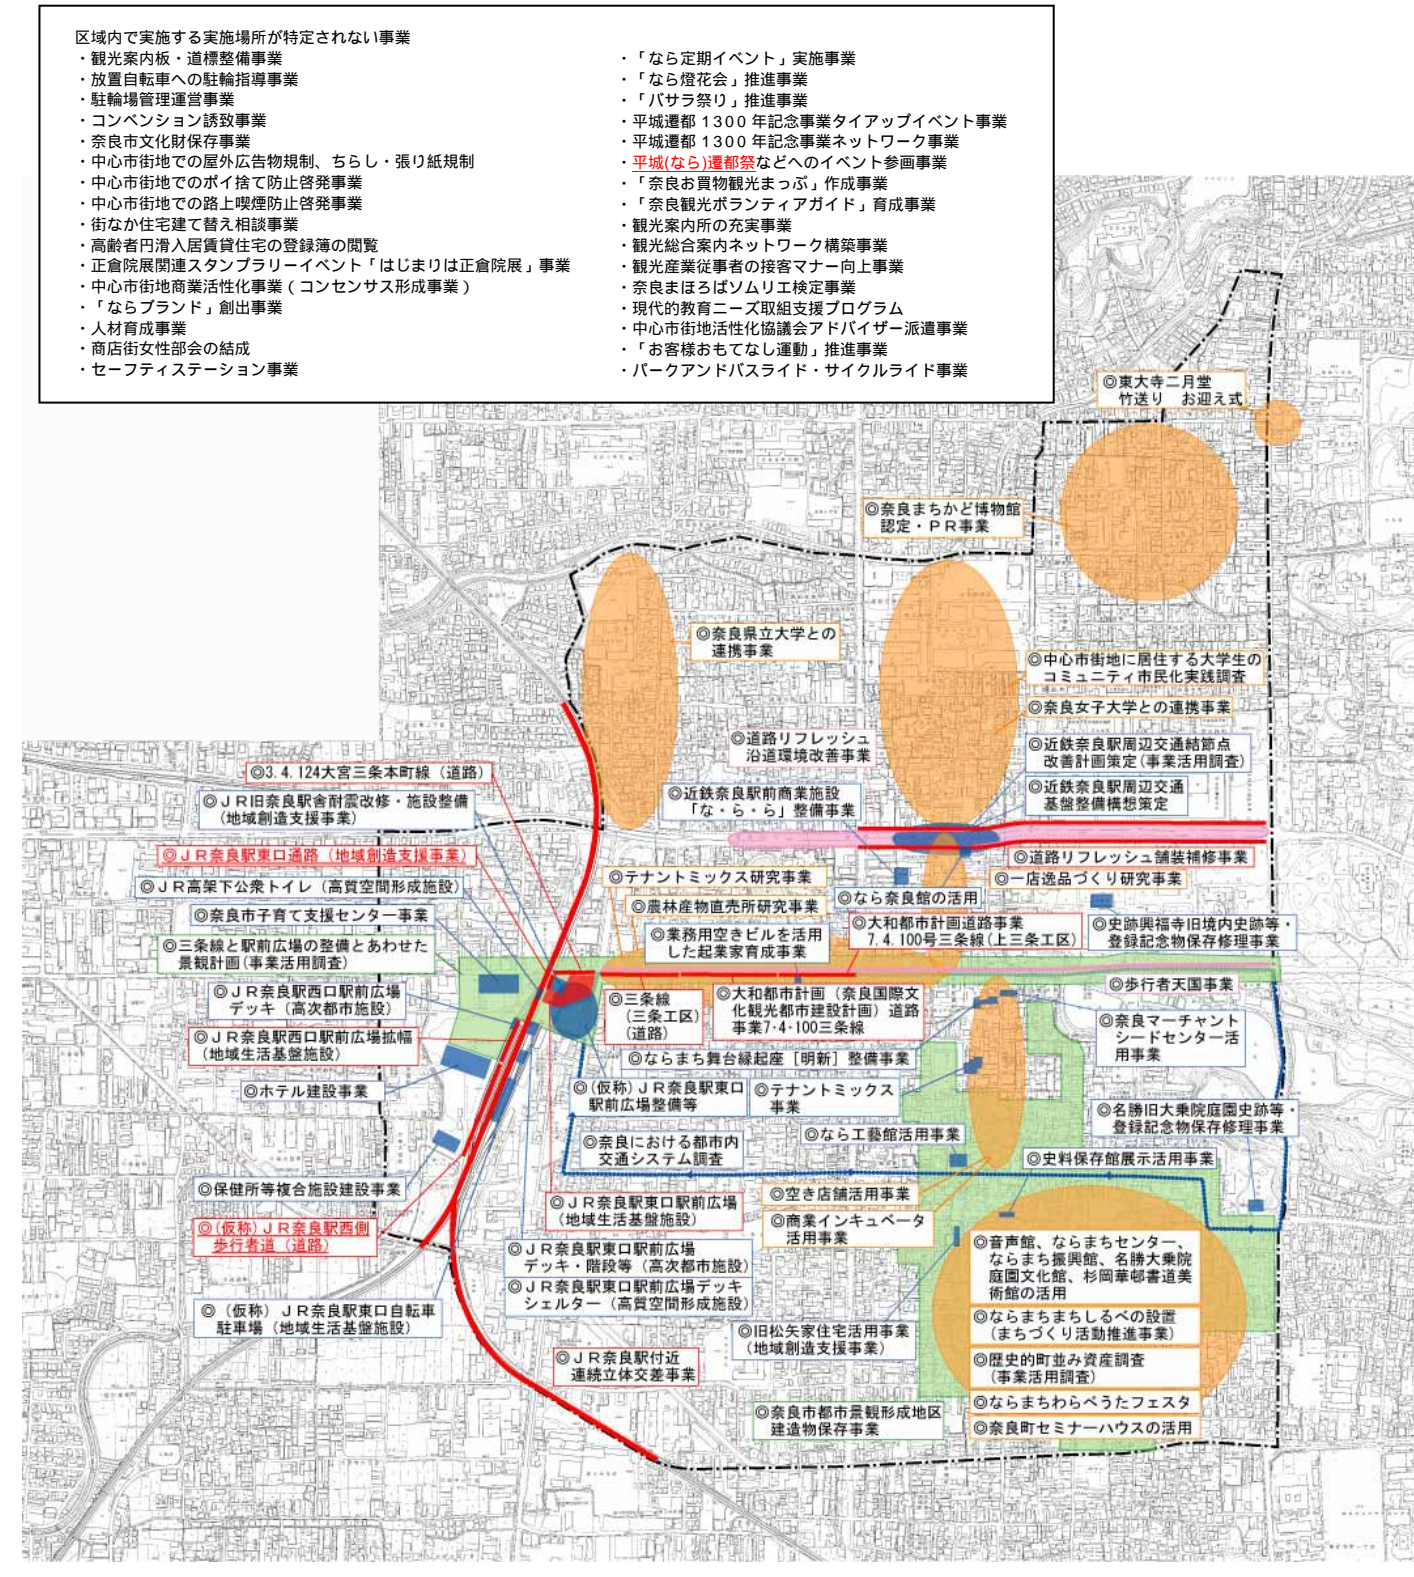 区域内で実施する実施場所が特定されない事業
・観光案内板・道標整備事業
・放置自転車への駐輪指導事業
・駐輪場管理運営事業
・コンベンション誘致事業
・奈良市文化財保存事業
・中心市街地での屋外広告物規制、ちらし・張り紙規制
・中心市街地でのポイ捨て防止啓発事業
・中心市街地での路上喫煙防止啓発事業
・街なか住宅建て替え相談事業
・高齢者円滑入居賃貸住宅の登録簿の閲覧
・正倉院展関連スタンプラリーイベント「はじまりは正倉院展」事業
・中心市街地商業活性化事業(コンセンサス形成事業)
・「ならブランド」創出事業
・人材育成事業
・商店街女性部会の結成
・セーフティステーション事業
・「なら定期イベント」実施事業
・「なら燈花会」推進事業
・「バサラ祭り」推進事業
・平城遷都1300年記念事業タイアップイベント事業
・平城遷都1300年記念事業ネットワーク事業
・平城(なら)遷都祭などへのイベント参画事業
・「奈良お買物観光まっぷ」作成事業
・「奈良観光ボランティアガイド」育成事業
・観光案内所の充実事業
・観光総合案内ネットワーク構築事業
・観光産業従事者の接客マナー向上事業
・奈良まほろばソムリエ検定事業
・現代的教育ニーズ取組支援プログラム
・中心市街地活性化協議会アドバイザー派遣事業
・「お客様おもてなし運動」推進事業
・パークアンドバスライド・サイクルライド事業
◎東大寺二月堂
竹送り お迎え式
◎奈良まちかど博物館
認定・PR事業
◎奈良県立大学との
連携事業
◎中心市街地に居住する大学生の
コミュニティ市民化実践調査
◎奈良女子大学との連携事業
◎道路リフレッシュ
沿道環境改善事業
◎近鉄奈良駅周辺交通結節点
改善計画策定(事業活用調査)
◎近鉄奈良駅前商業施設
「な・ら・ら」整備事業
◎近鉄奈良駅周辺交通
基盤整備構想策定
◎3.4.124大宮三条本町線(道路)
◎JR旧奈良駅舎耐震改修・施設整備
(地域創造支援事業)
◎JR奈良駅東口通路(地域創造支援事業)
◎JR高架下公衆トイレ(高質空間形成施設)
◎奈良市子育て支援センター事業
◎三条線と駅前広場の整備とあわせた
景観計画(事業活用調査)
◎JR奈良駅西口駅前広場
デッキ(高次都市施設)
◎JR奈良駅西口駅前広場拡幅
(地域生活基盤施設)
◎ホテル建設事業
◎保健所等複合施設建設事業
◎(仮称)JR奈良駅西側
歩行者道(道路)
◎(仮称)JR奈良駅東口自転車
駐車場(地域生活基盤施設)
◎道路リフレッシュ舗装補修事業
◎テナントミックス研究事業
◎一店逸品づくり研究事業
◎なら奈良館の活用
◎農林産物直売所研究事業
◎業務用空きビルを活用
した起業家育成事業
◎大和都市計画道路事業
7.4.100号三条線(上三条工区)
◎史跡興福寺旧境内史跡等・
登録記念物保存修理事業
◎歩行者天国事業
◎三条線
(三条工区)
(道路)
◎大和都市計画(奈良国際文
化観光都市建設計画)道路
事業7・4・100三条線
◎奈良マーチャント
シードセンター活
用事業
◎ならまち舞台縁起座[明新]整備事業
◎(仮称)JR奈良駅東口
駅前広場整備等
◎テナントミックス
事業
◎名勝旧大乗院庭園史跡等・
登録記念物保存修理事業
◎なら工藝館活用事業
◎奈良における都市内
交通システム調査
◎史料保存館展示活用事業
◎空き店舗活用事業
◎JR奈良駅東口駅前広場
(地域生活基盤施設)
◎商業インキュベータ
活用事業
◎JR奈良駅東口駅前広場
デッキ・階段等(高次都市施設)
◎JR奈良駅東口駅前広場デッキ
シェルター(高質空間形成施設)
◎音声館、ならまちセンター、
ならまち振興館、名勝大乗院
庭園文化館、杉岡華邨書道美
術館の活用
◎ならまちまちしるべの設置
(まちづくり活動推進事業)
◎旧松矢家住宅活用事業
(地域創造支援事業)
◎歴史的町並み資産調査
(事業活用調査)
◎JR奈良駅付近
連続立体交差事業
◎ならまちわらべうたフェスタ
◎奈良市都市景観形成地区
建造物保存事業
◎奈良町セミナーハウスの活用